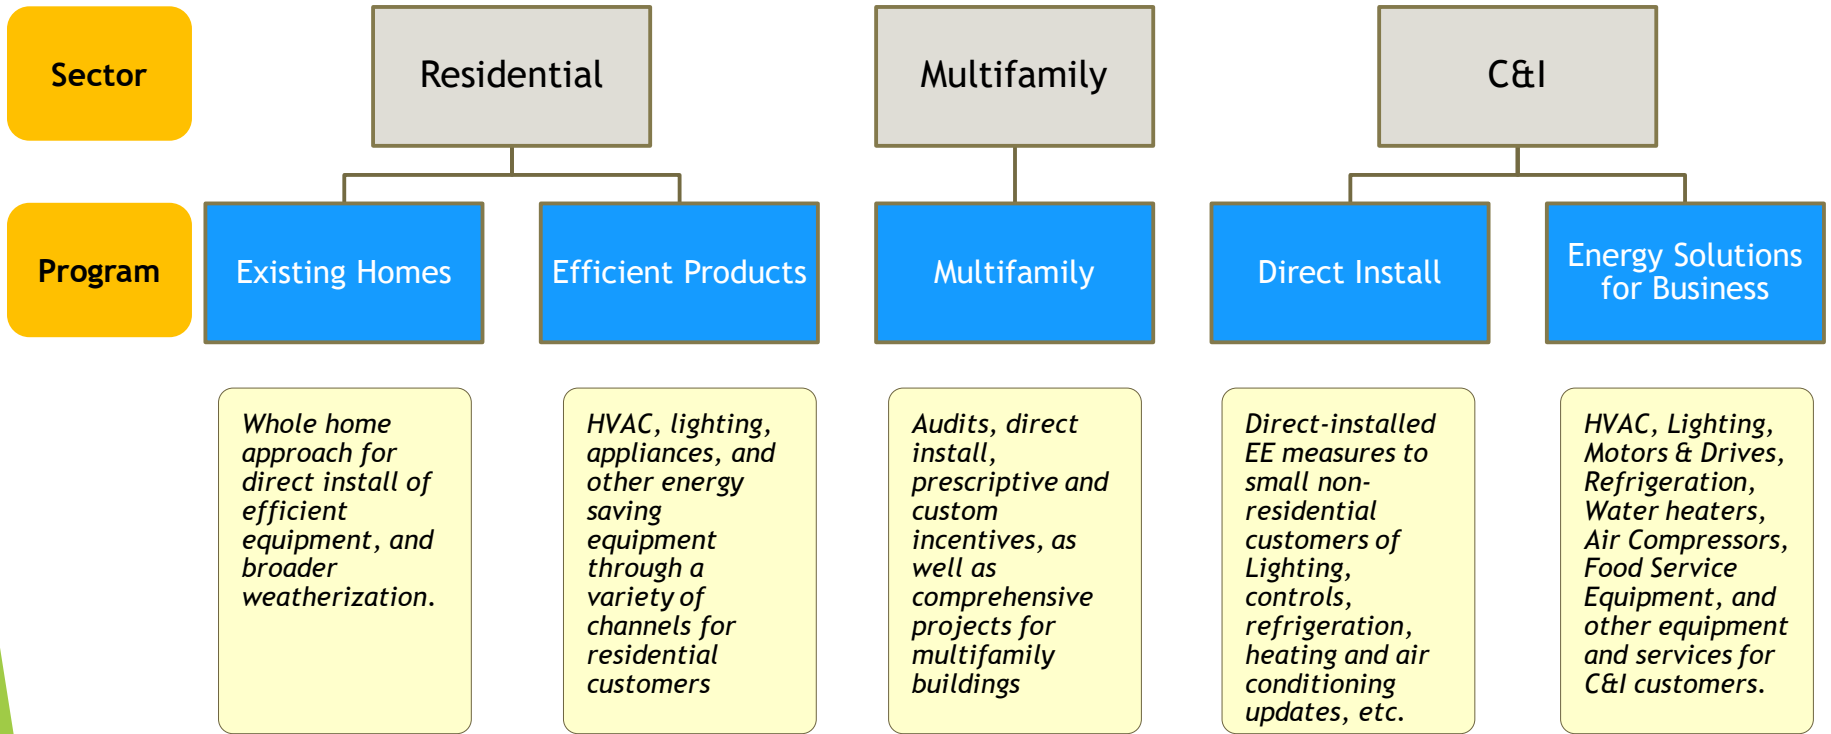 Sector
Residential
Multifamily
C&I
Program
Existing Homes
Efficient Products
Multifamily
Direct Install
Energy Solutions
for Business
Whole home
approach for
direct install of
efficient
equipment, and
broader
weatherization.
HVAC, lighting,
appliances, and
other energy
saving
equipment
through a
variety of
channels for
residential
customers
Audits, direct
install,
prescriptive and
custom
incentives, as
well as
comprehensive
projects for
multifamily
buildings
Direct-installed
EE measures to
small non-
residential
customers of
Lighting,
controls,
refrigeration,
heating and air
conditioning
updates, etc.
HVAC, Lighting,
Motors & Drives,
Refrigeration,
Water heaters,
Air Compressors,
Food Service
Equipment, and
other equipment
and services for
C&I customers.